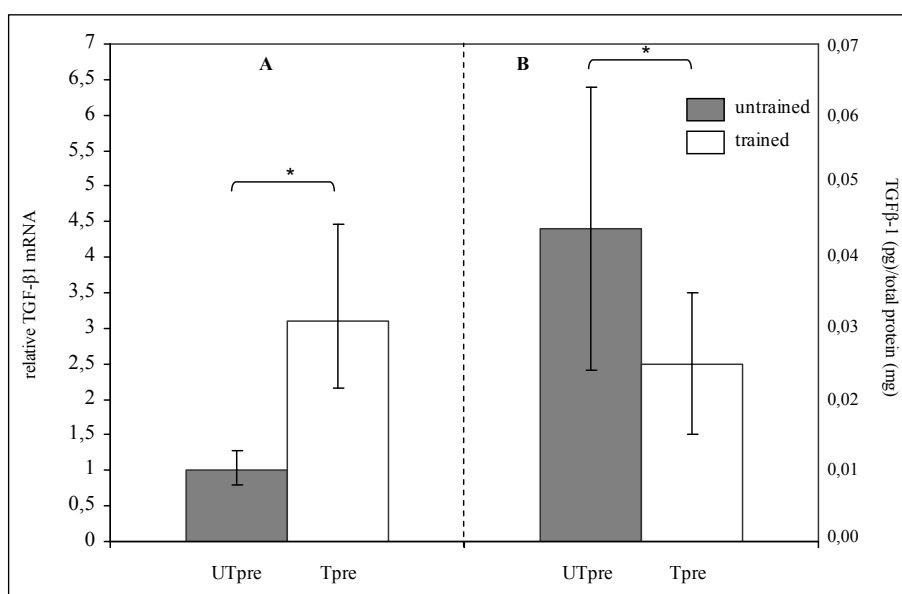 A
B
*
*
untrained
trained
relative TGF-β1 mRNA
7
6,5
6
5,5
5
4,5
4
3,5
3
2,5
2
1,5
1
0,5
0
0,07
0,06
0,05
0,04
0,03
0,02
0,01
0,00
TGFβ-1 (pg)/total protein (mg)
UTpre
Tpre
UTpre
Tpre